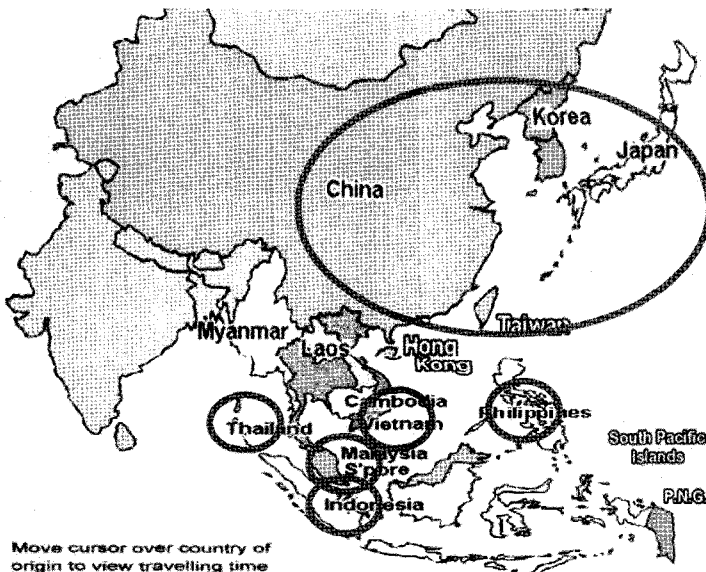 Korea
Japan
China
Taiwan
Myanmar
Laos
Hong
Kong
Cambodia
Vietnam
Thailand
Philippines
Malaysia
S'pore
Indonesia
South Pacific
Islands
P.N.G.
Move cursor over country of
origin to view travelling time